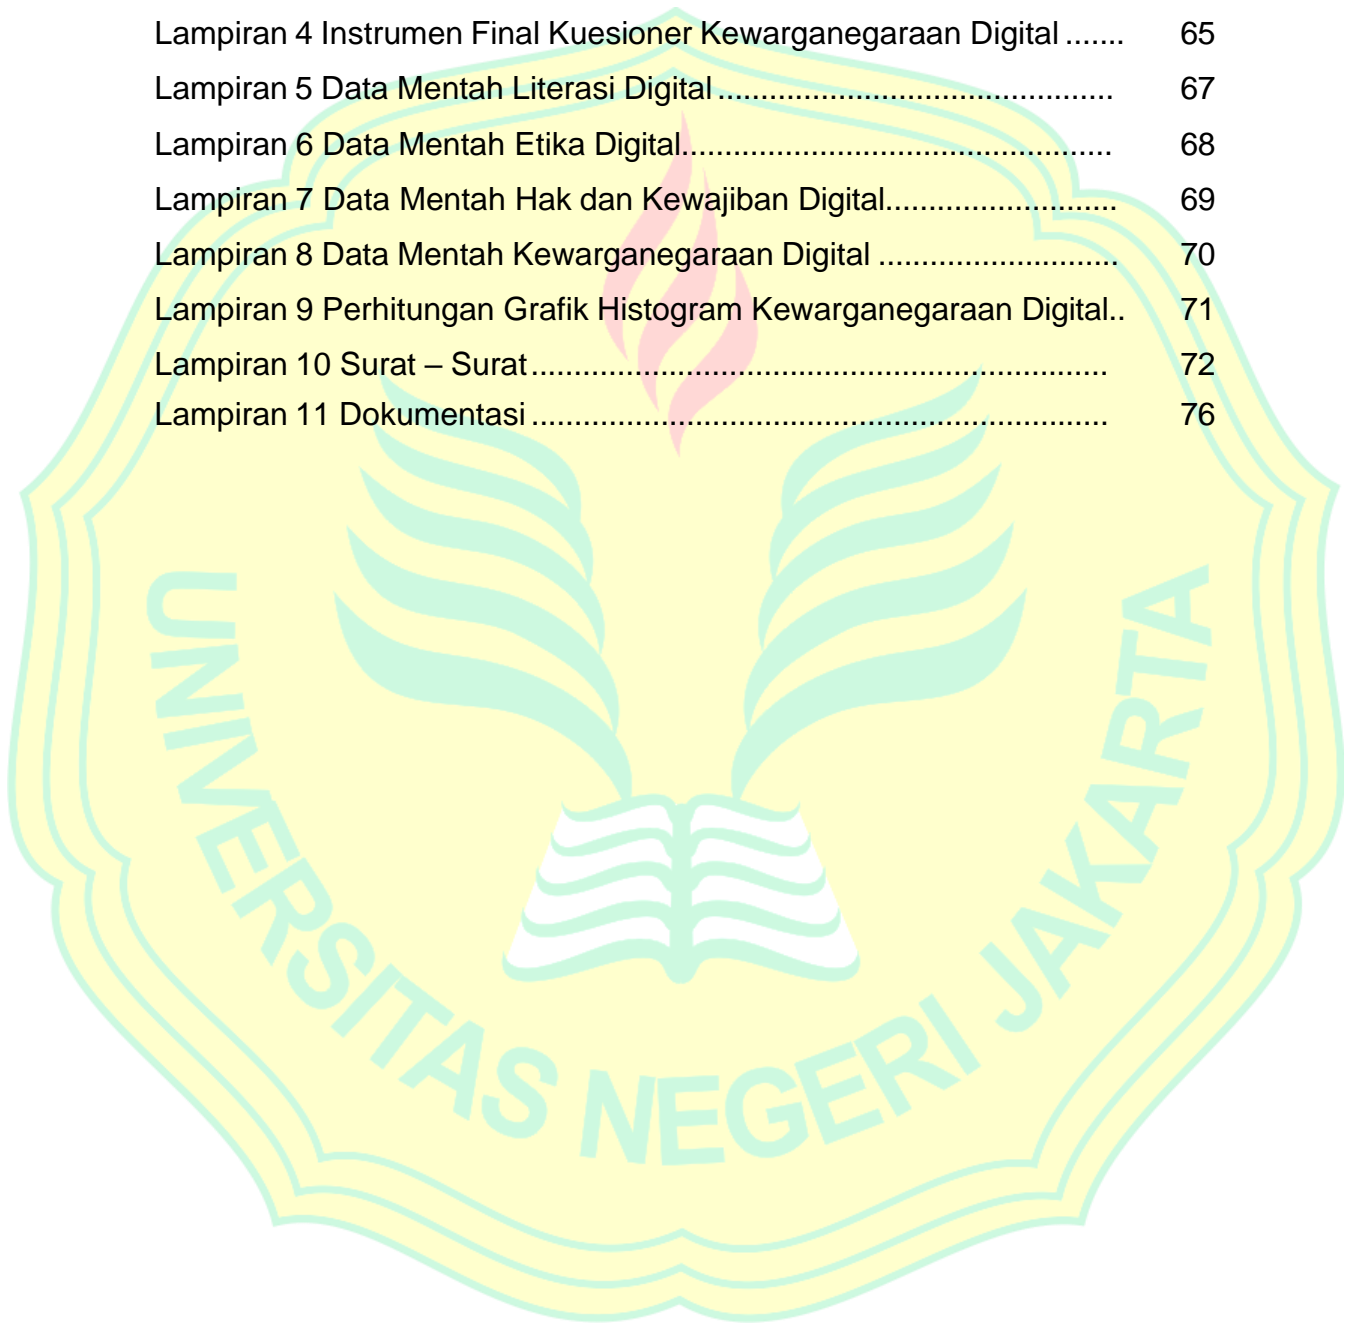 Lampiran 4 Instrumen Final Kuesioner Kewarganegaraan Digital ....... 65
Lampiran 5 Data Mentah Literasi Digital .............................................. 67
Lampiran 6 Data Mentah Etika Digital.................................................. 68
Lampiran 7 Data Mentah Hak dan Kewajiban Digital........................... 69
Lampiran 8 Data Mentah Kewarganegaraan Digital ............................ 70
Lampiran 9 Perhitungan Grafik Histogram Kewarganegaraan Digital.. 71
Lampiran 10 Surat – Surat................................................................... 72
Lampiran 11 Dokumentasi ................................................................... 76
UNIVERSITAS NEGERI JAKARTA